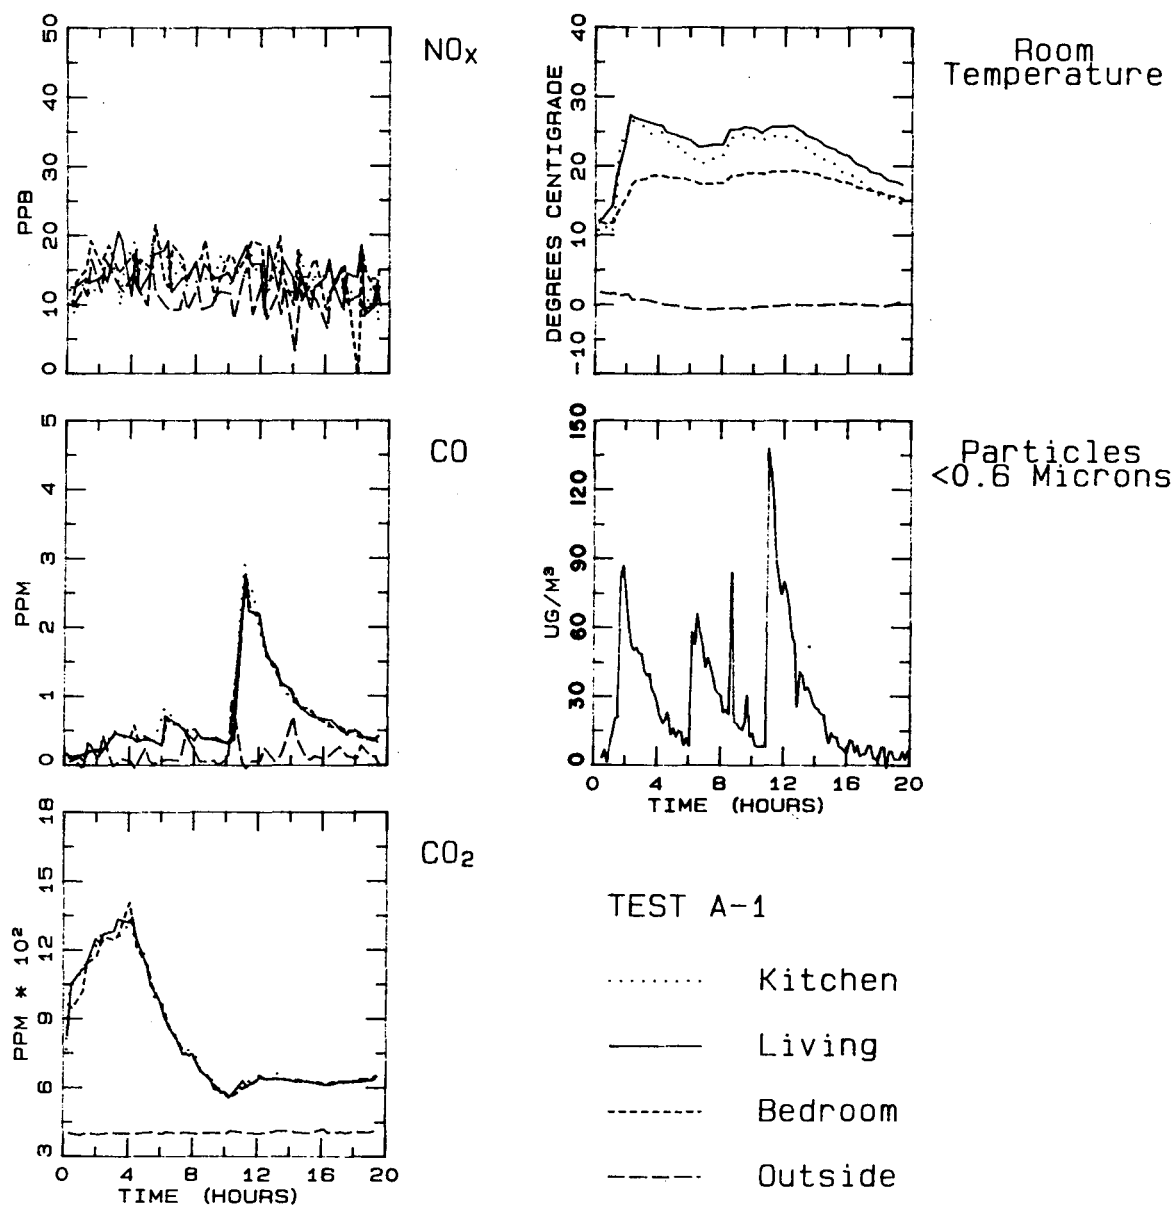 NOx
PPB
0 10 20 30 40 50
Room
Temperature
DEGREES CENTIGRADE
-10 0 10 20 30 40
CO
PPM
0 1 2 3 4 5
Particles
<0.6 Microns
UG/M³
0 30 60 90 120 150
0 4 8 12 16 20
TIME (HOURS)
CO₂
PPM * 10²
3 6 9 12 15 18
0 4 8 12 16 20
TIME (HOURS)
TEST A-1
Kitchen
Living
Bedroom
Outside